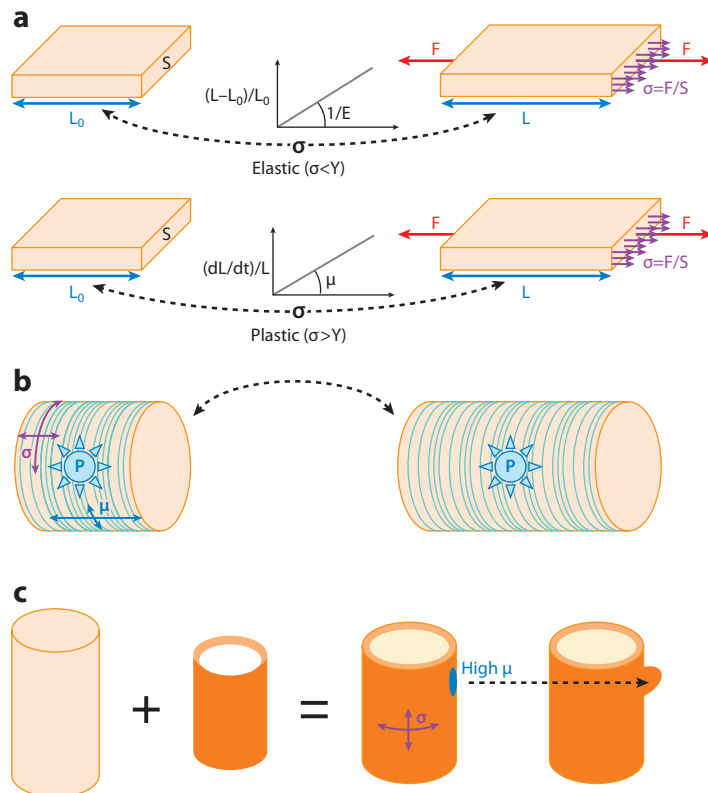 a
S
L₀
(L–L₀)/L₀
1/E
σ
Elastic (σ<Y)
F
F
σ=F/S
L
S
L₀
(dL/dt)/L
μ
σ
Plastic (σ>Y)
F
F
σ=F/S
L
b
σ
P
μ
P
c
+
=
σ
High μ